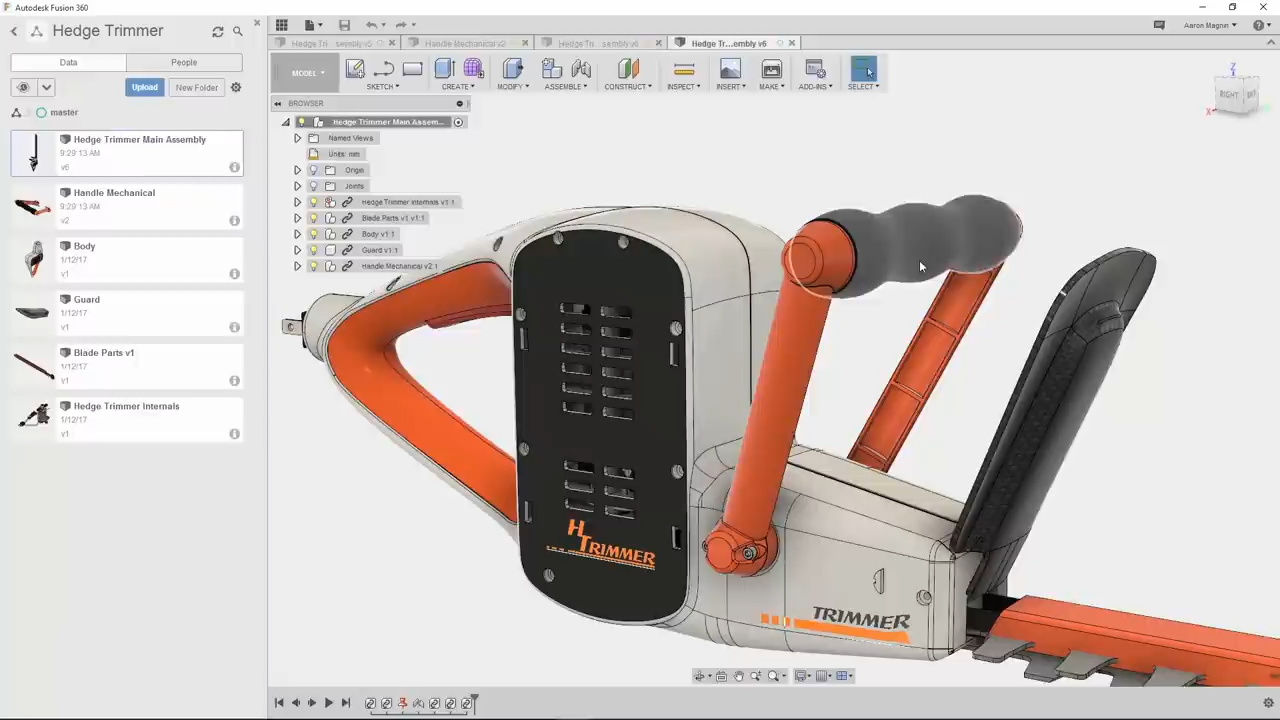 Autodesk Fusion 360
Hedge Trimmer
Data
People
Upload
New Folder
master
Hedge Trimmer Main Assembly
9:29:13 AM
v6
Handle Mechanical
9:29:13 AM
v2
Body
1/12/17
v1
Guard
1/12/17
v1
Blade Parts v1
1/12/17
v1
Hedge Trimmer Internals
1/12/17
v1
Aaron Magnin
Handle Mechanical v2
Hedge Tr...embly v6
MODEL
SKETCH
CREATE
MODIFY
ASSEMBLE
CONSTRUCT
INSPECT
INSERT
MAKE
ADD-INS
SELECT
BROWSER
Hedge Trimmer Main Assem...
Named Views
Units: mm
Origin
Joints
Hedge Trimmer Internals v1:1
Blade Parts v1 v1:1
Body v1:1
Guard v1:1
Handle Mechanical v2:1
Z
RIGHT
X
H
TRIMMER
TRIMMER